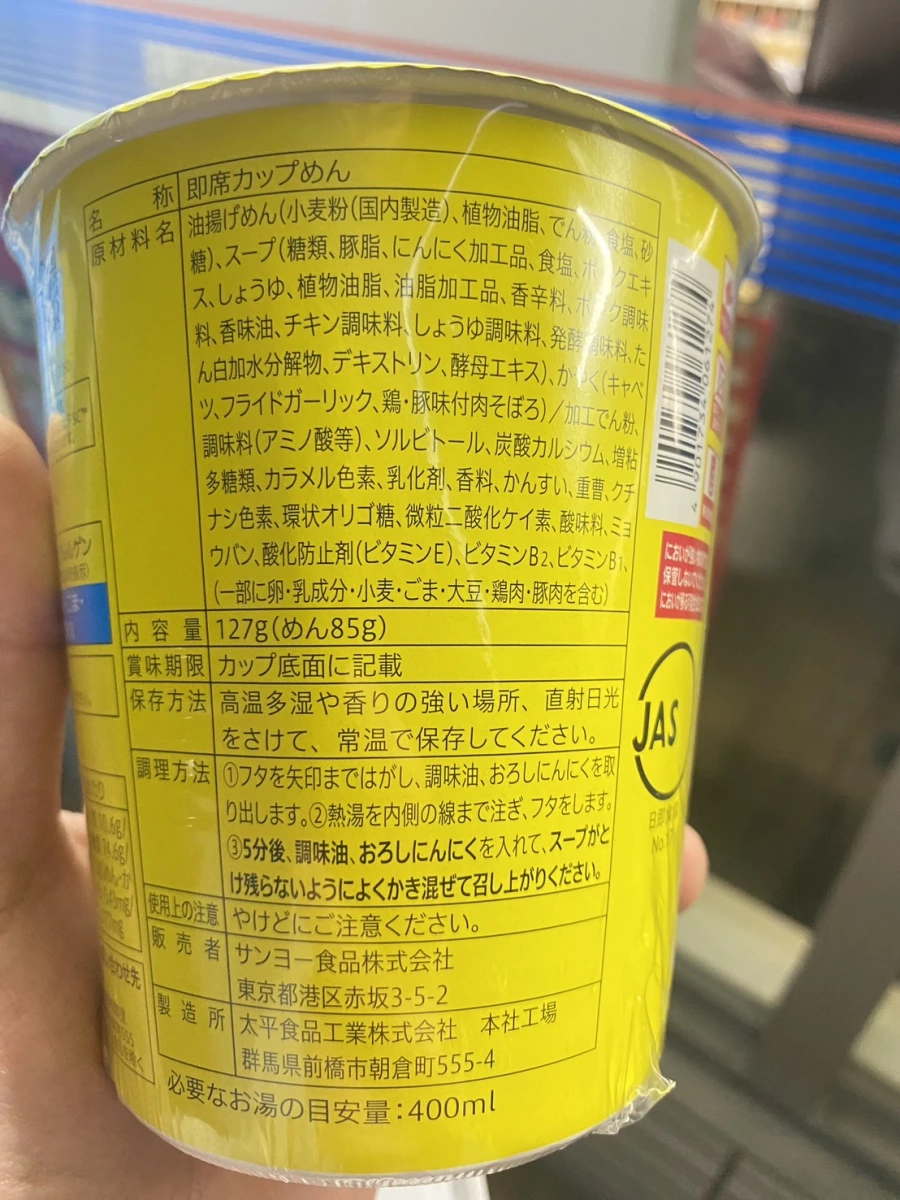 名称 即席カップめん
原材料名 油揚げめん(小麦粉(国内製造)、植物油脂、でん粉、食塩、砂
糖)、スープ(糖類、豚脂、にんにく加工品、食塩、ポークエキ
ス、しょうゆ、植物油脂、油脂加工品、香辛料、ポーク調味
料、香味油、チキン調味料、しょうゆ調味料、発酵調味料、た
ん白加水分解物、デキストリン、酵母エキス)、かやく(キャベ
ツ、フライドガーリック、鶏・豚味付肉そぼろ)/加工でん粉、
調味料(アミノ酸等)、ソルビトール、炭酸カルシウム、増粘
多糖類、カラメル色素、乳化剤、香料、かんすい、重曹、クチ
ナシ色素、環状オリゴ糖、微粒二酸化ケイ素、酸味料、ミョ
ウバン、酸化防止剤(ビタミンE)、ビタミンB2、ビタミンB1、
(一部に卵・乳成分・小麦・ごま・大豆・鶏肉・豚肉を含む)
内容量 127g(めん85g)
賞味期限 カップ底面に記載
保存方法 高温多湿や香りの強い場所、直射日光
をさけて、常温で保存してください。
調理方法 ①フタを矢印まではがし、調味油、おろしにんにくを取
り出します。②熱湯を内側の線まで注ぎ、フタをします。
③5分後、調味油、おろしにんにくを入れて、スープがと
け残らないようによくかき混ぜて召し上がりください。
使用上の注意 やけどにご注意ください。
販売者 サンヨー食品株式会社
東京都港区赤坂3-5-2
製造所 太平食品工業株式会社 本社工場
群馬県前橋市朝倉町555-4
必要なお湯の目安量:400ml
JAS